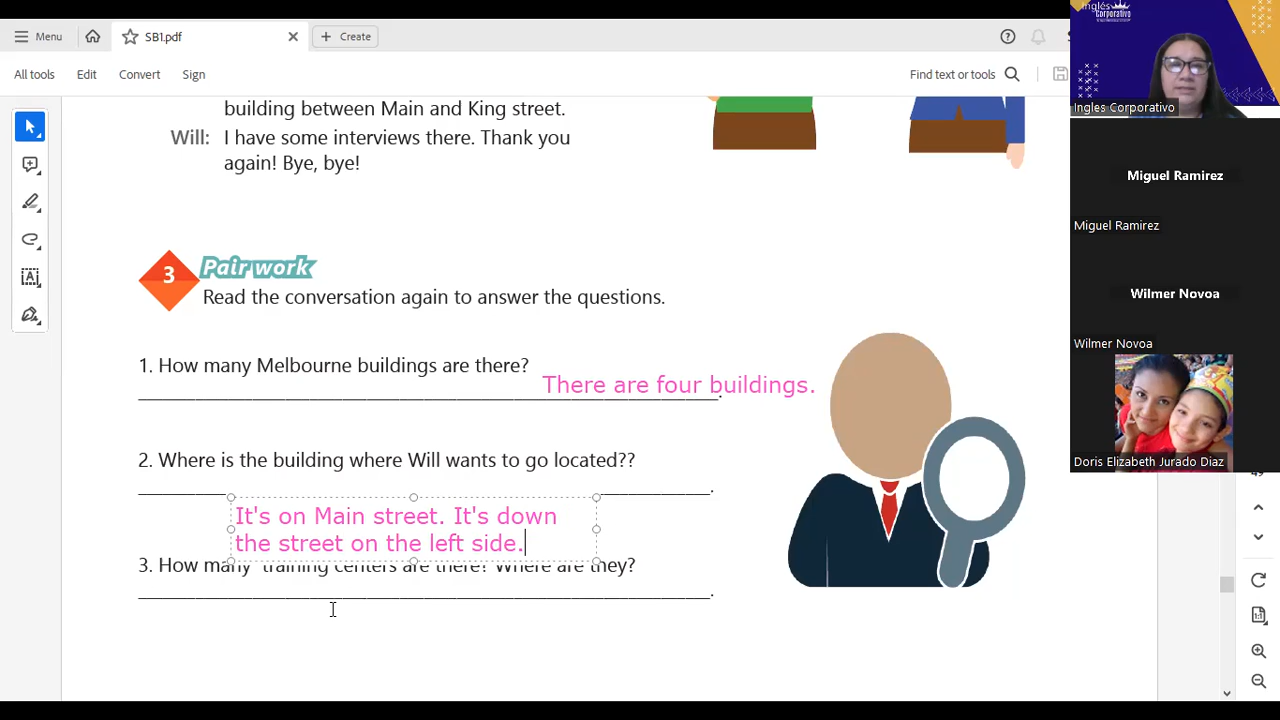 Menu
SB1.pdf
Create
All tools
Edit
Convert
Sign
Find text or tools
building between Main and King street.
Will: I have some interviews there. Thank you
again! Bye, bye!
3
Pair work
Read the conversation again to answer the questions.
1. How many Melbourne buildings are there?
There are four buildings.
2. Where is the building where Will wants to go located??
It's on Main street. It's down
the street on the left side.
3. How many training centers are there? Where are they?
Inglés
Corporativo
Ingles Corporativo
Miguel Ramirez
Miguel Ramirez
Wilmer Novoa
Wilmer Novoa
Doris Elizabeth Jurado Diaz